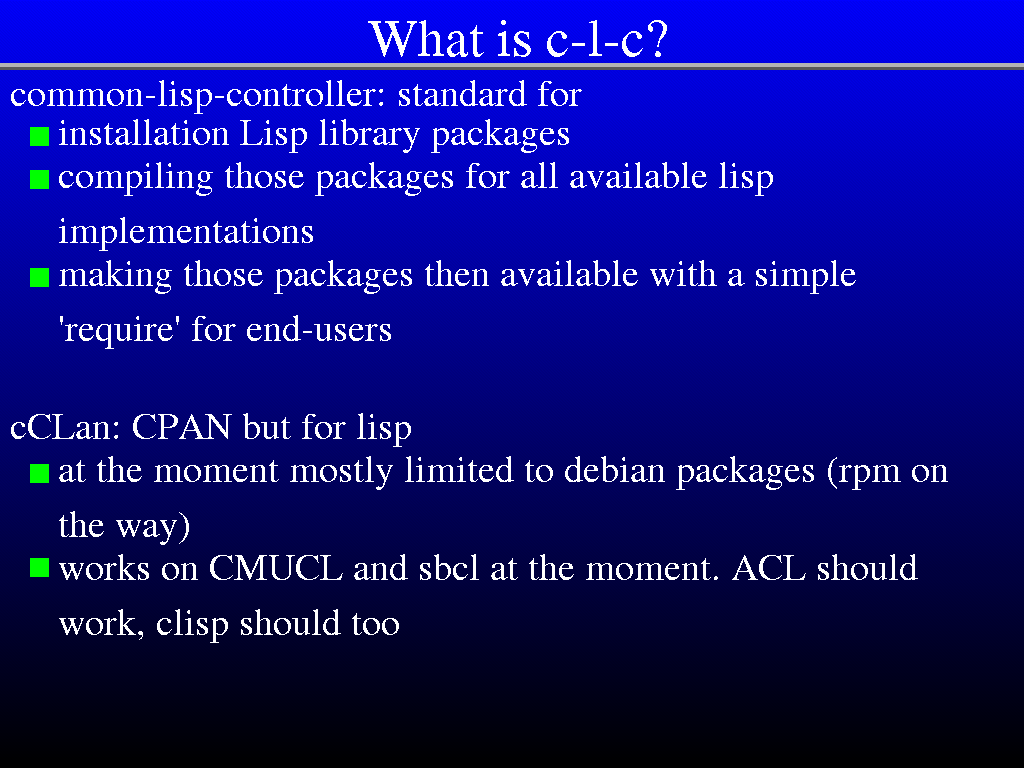 What is c-l-c?
common-lisp-controller: standard for
installation Lisp library packages
compiling those packages for all available lisp
implementations
making those packages then available with a simple
'require' for end-users
cCLan: CPAN but for lisp
at the moment mostly limited to debian packages (rpm on
the way)
works on CMUCL and sbcl at the moment. ACL should
work, clisp should too